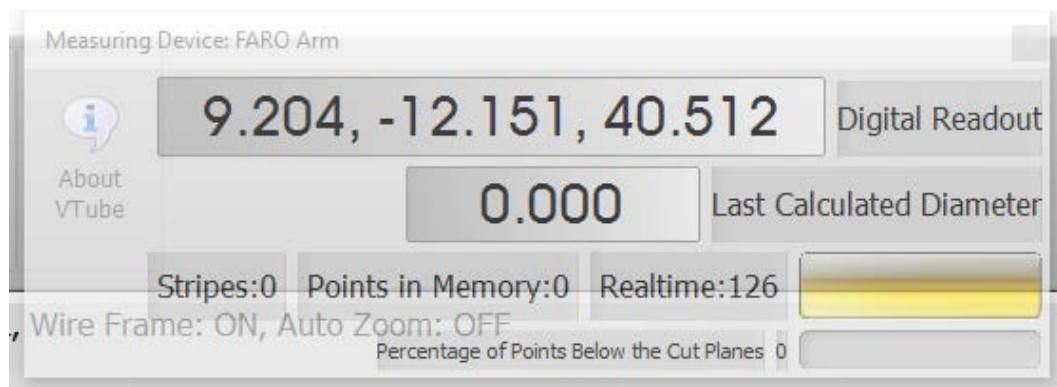 Measuring Device: FARO Arm
9.204, -12.151, 40.512 Digital Readout
About
VTube
0.000 Last Calculated Diameter
Stripes:0 Points in Memory:0 Realtime:126
, Wire Frame: ON, Auto Zoom: OFF
Percentage of Points Below the Cut Planes 0